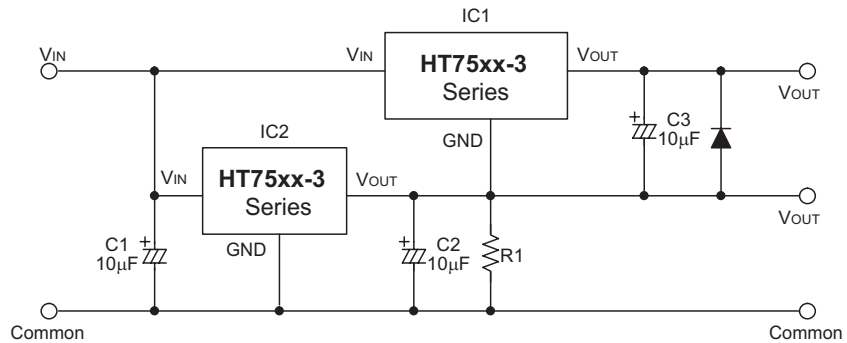 IC1
VIN
VIN
HT75xx-3
Series
VOUT
VOUT
GND
C3
10μF
IC2
VIN
HT75xx-3
Series
VOUT
VOUT
GND
C1
10μF
C2
10μF
R1
Common
Common